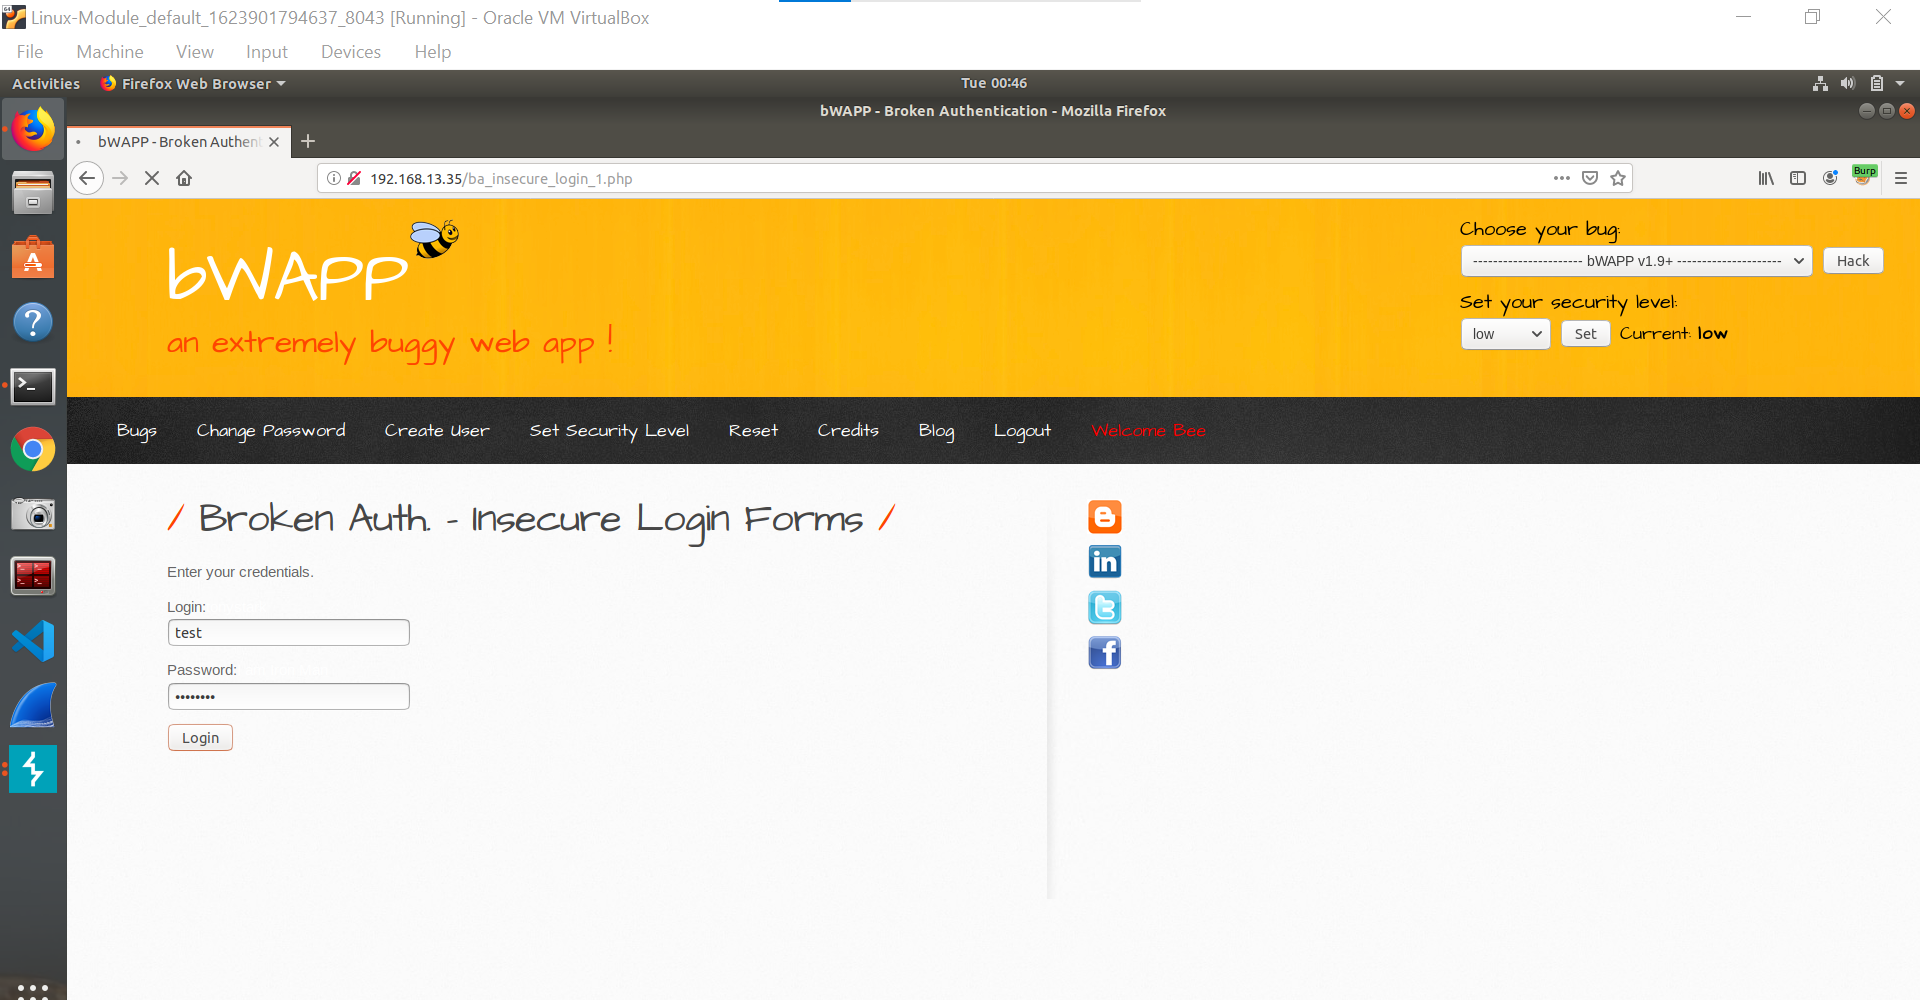 Linux-Module_default_1623901794637_8043 [Running] - Oracle VM VirtualBox
File Machine View Input Devices Help
Activities Firefox Web Browser Tue 00:46
bWAPP - Broken Authentication - Mozilla Firefox
bWAPP - Broken Authent
192.168.13.35/ba_insecure_login_1.php
Burp
bWAPP
an extremely buggy web app !
Choose your bug:
---------------------- bWAPP v1.9+ --------------------- Hack
Set your security level:
low Set Current: low
Bugs Change Password Create User Set Security Level Reset Credits Blog Logout Welcome Bee
/ Broken Auth. - Insecure Login Forms /
Enter your credentials.
Login:
test
Password:
••••••••
Login